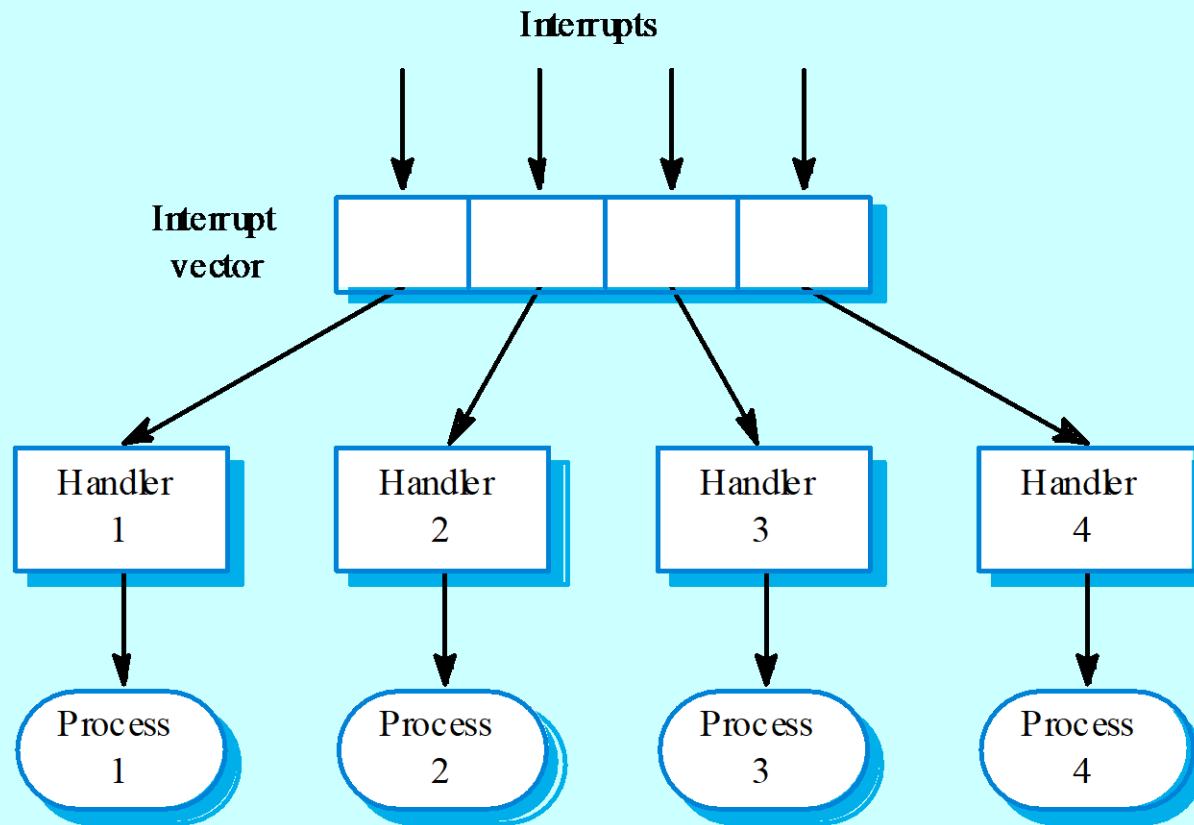 Interrupts
Interrupt
vector
Handler
1
Handler
2
Handler
3
Handler
4
Process
1
Process
2
Process
3
Process
4